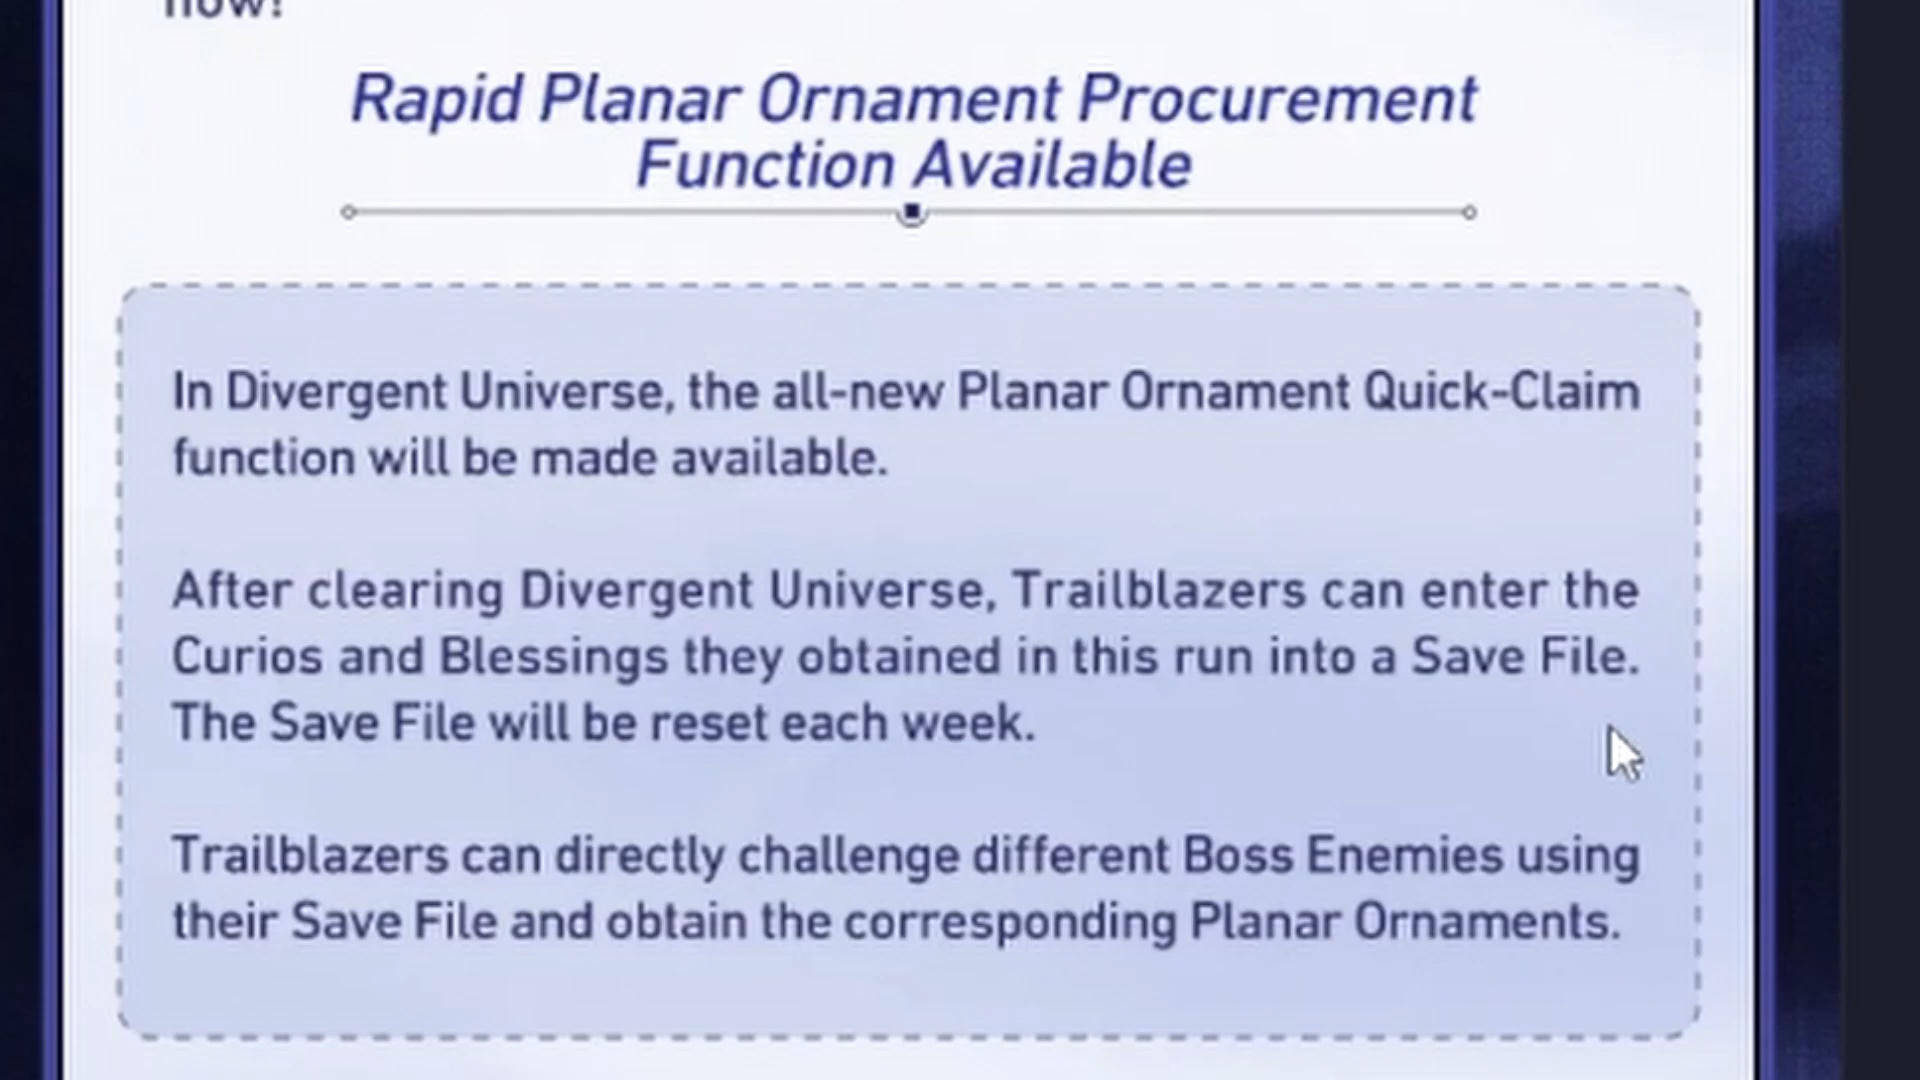 now!
Rapid Planar Ornament Procurement
Function Available
In Divergent Universe, the all-new Planar Ornament Quick-Claim
function will be made available.
After clearing Divergent Universe, Trailblazers can enter the
Curios and Blessings they obtained in this run into a Save File.
The Save File will be reset each week.
Trailblazers can directly challenge different Boss Enemies using
their Save File and obtain the corresponding Planar Ornaments.